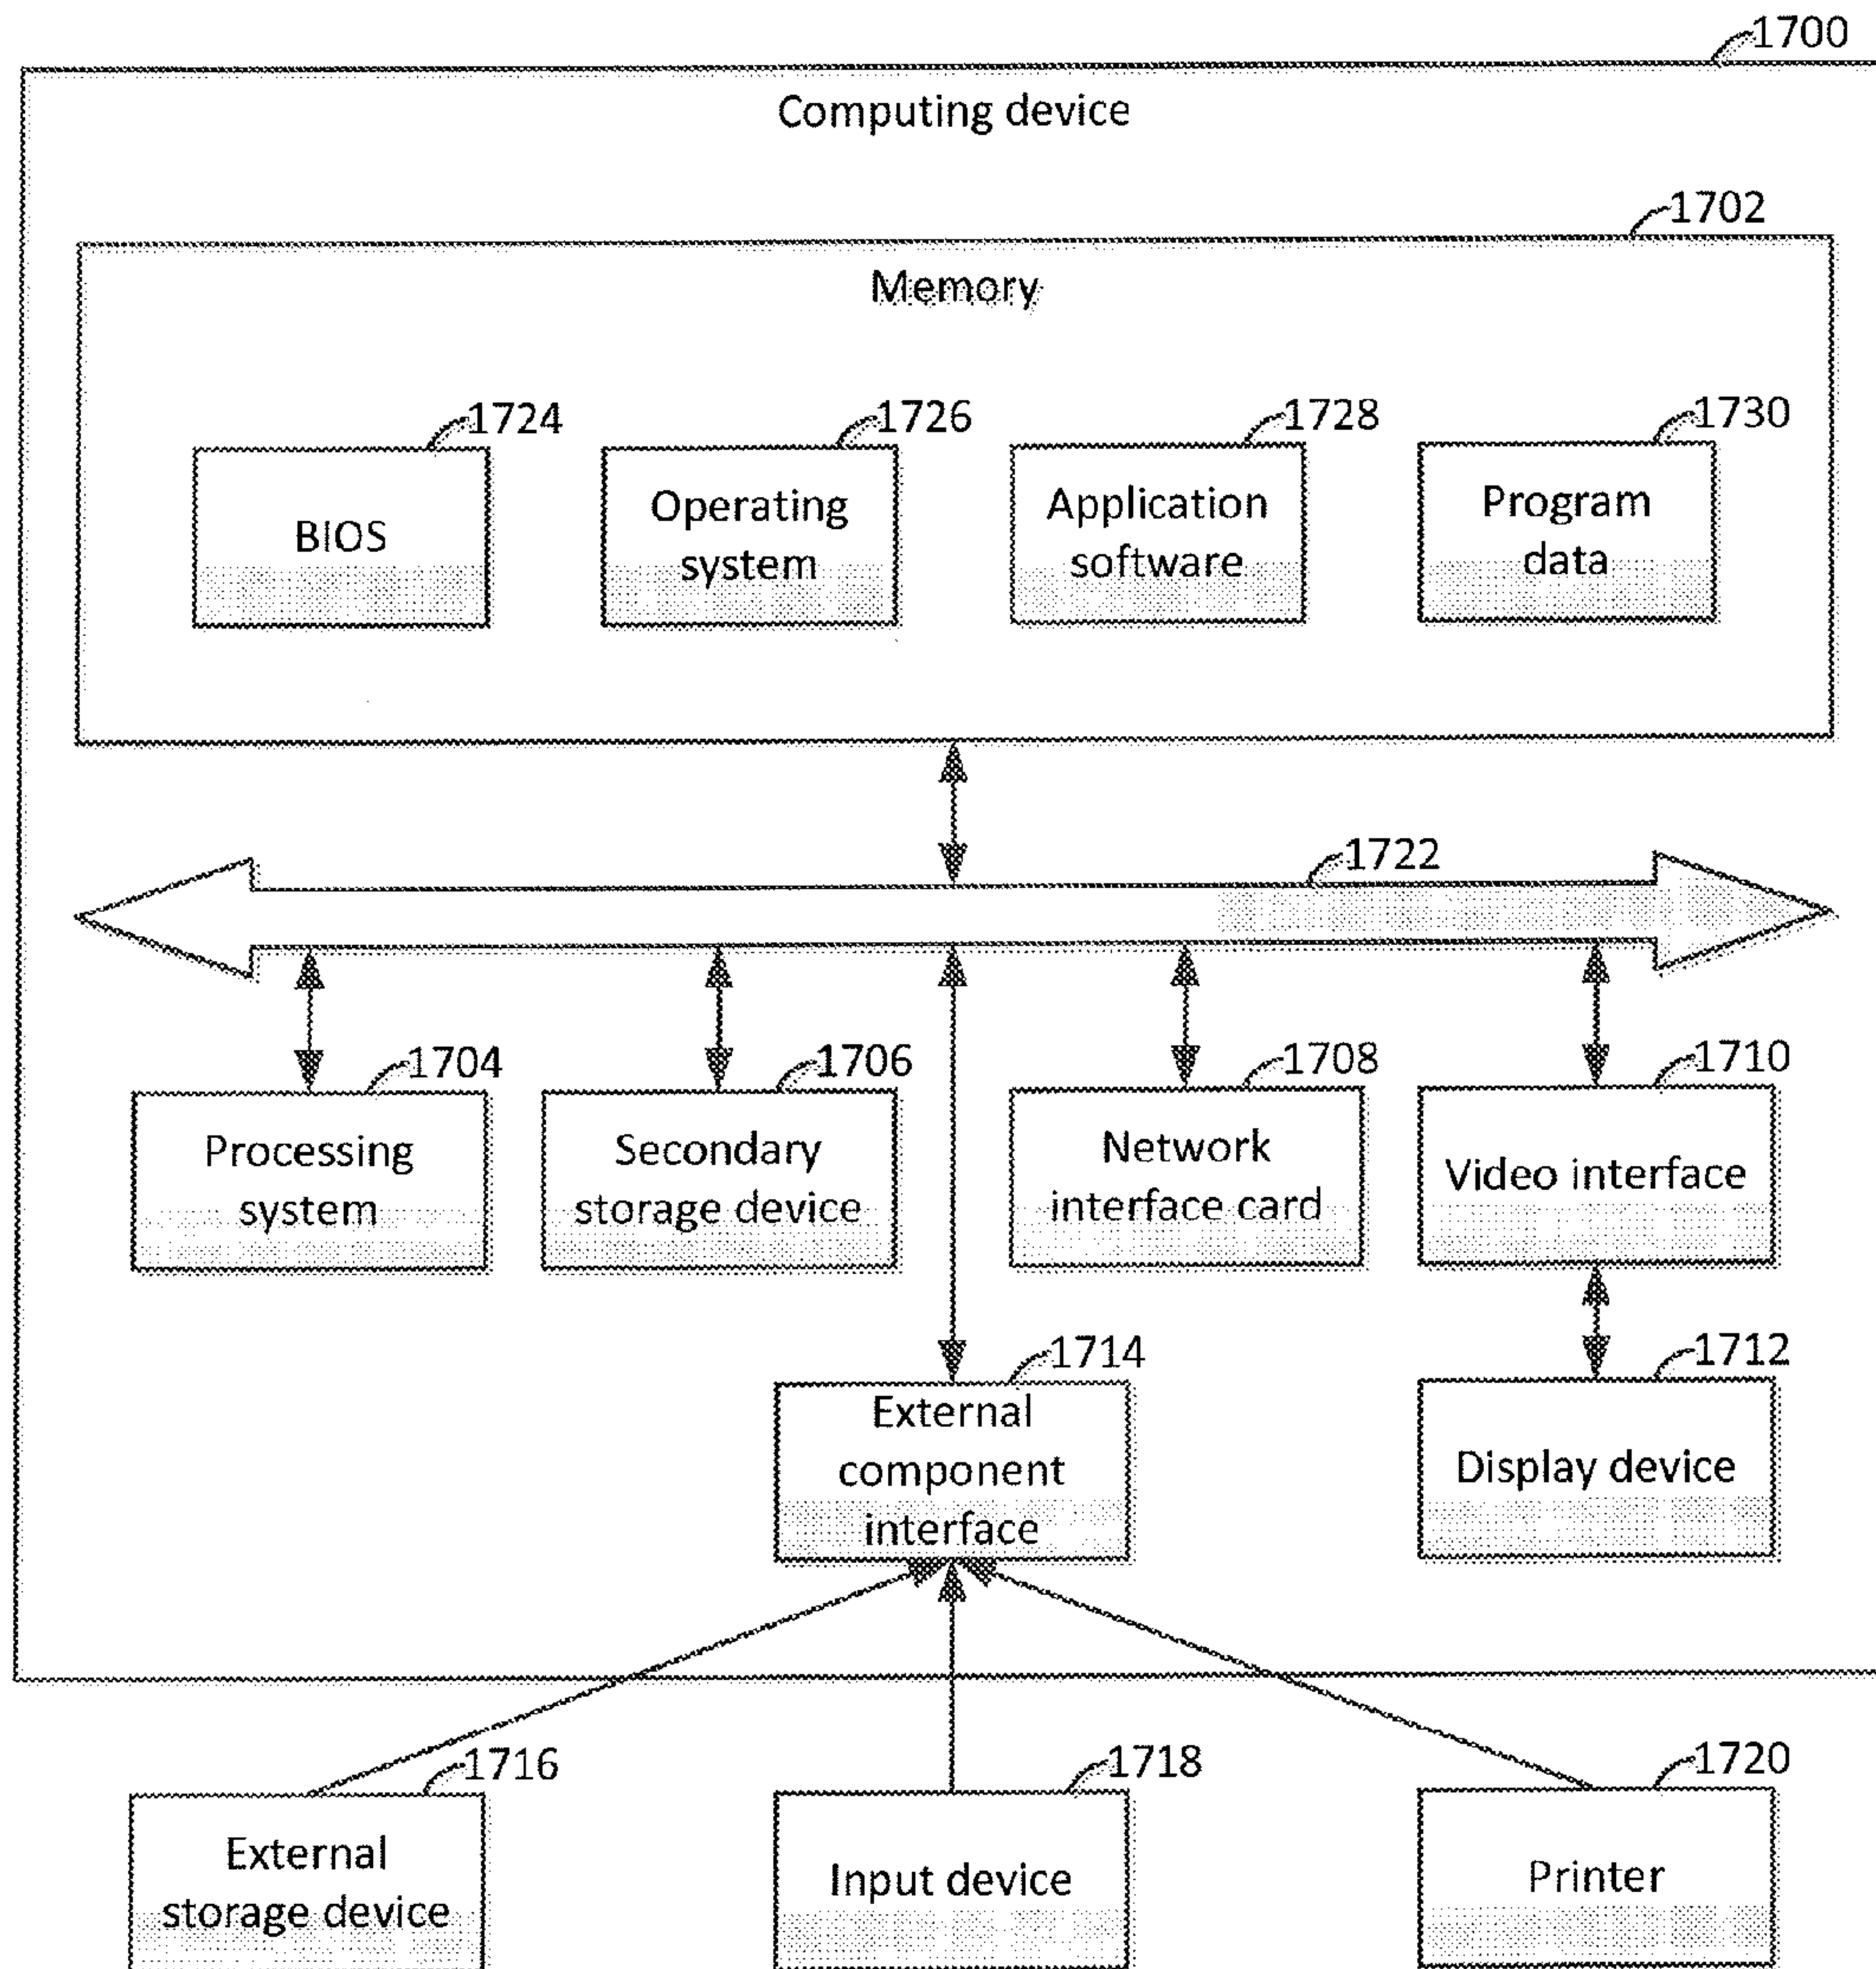 1700
Computing device
1702
Memory
1724
1726
1728
1730
BIOS
Operating
system
Application
software
Program
data
1722
1704
1706
1708
1710
Processing
system
Secondary
storage device
Network
interface card
Video interface
1714
1712
External
component
interface
Display device
1716
1718
1720
External
storage device
Input device
Printer